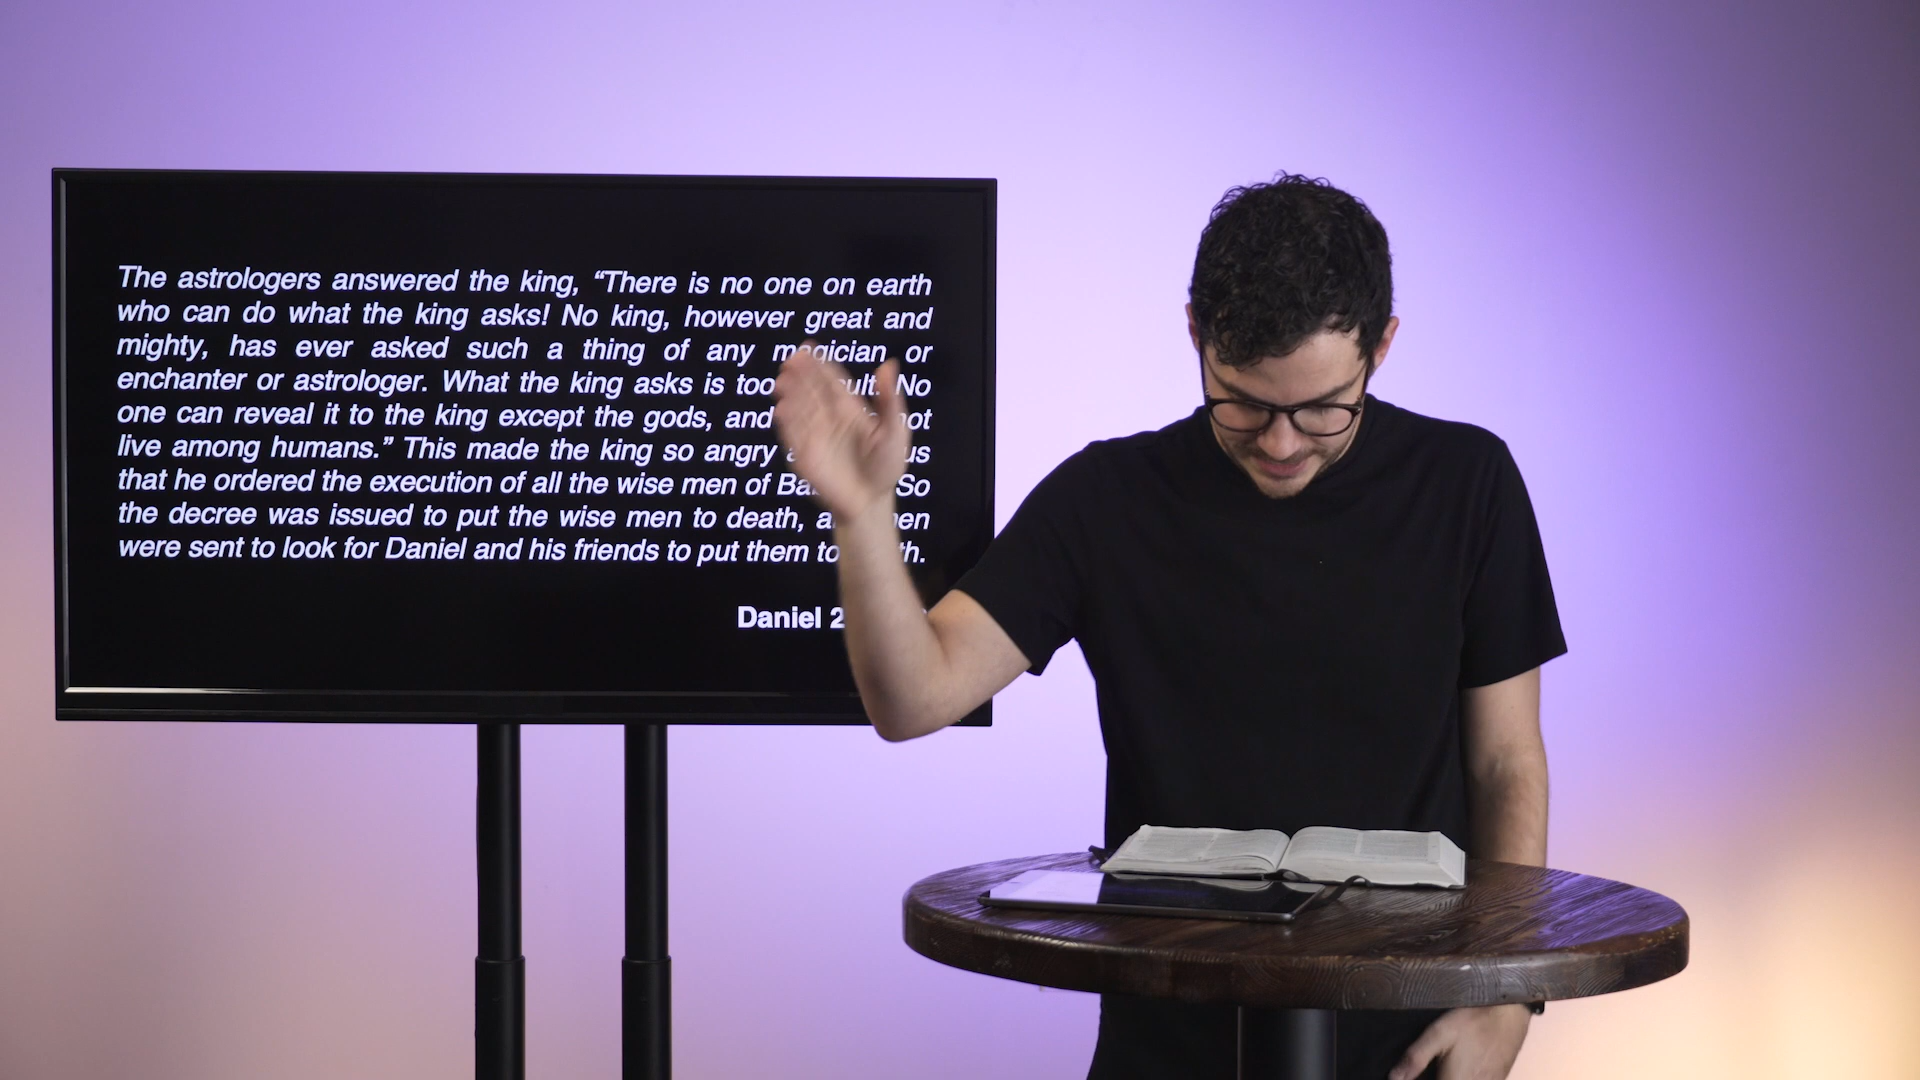 The astrologers answered the king, “There is no one on earth
who can do what the king asks! No king, however great and
mighty, has ever asked such a thing of any magician or
enchanter or astrologer. What the king asks is too No
one can reveal it to the king except the gods, and not
live among humans.” This made the king so angry
that he ordered the execution of all the wise men of So
the decree was issued to put the wise men to death,
were sent to look for Daniel and his friends to put them to
Daniel 2